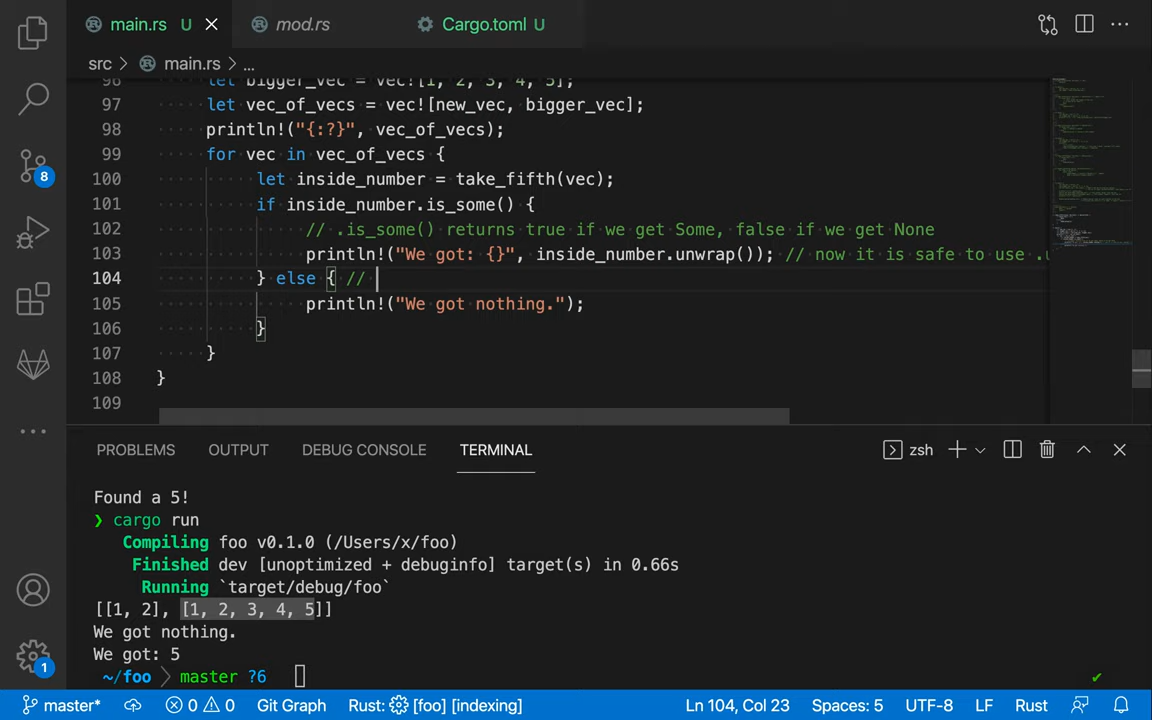 main.rs U
mod.rs
Cargo.toml U
src > main.rs > ...
96 let bigger_vec = vec![1, 2, 3, 4, 5];
97 let vec_of_vecs = vec![new_vec, bigger_vec];
98 println!("{:?}", vec_of_vecs);
99 for vec in vec_of_vecs {
100 let inside_number = take_fifth(vec);
101 if inside_number.is_some() {
102 // .is_some() returns true if we get Some, false if we get None
103 println!("We got: {}", inside_number.unwrap()); // now it is safe to use .u
104 } else { //
105 println!("We got nothing.");
106 }
107 }
108 }
109
8
PROBLEMS OUTPUT DEBUG CONSOLE TERMINAL
zsh
Found a 5!
❯ cargo run
Compiling foo v0.1.0 (/Users/x/foo)
Finished dev [unoptimized + debuginfo] target(s) in 0.66s
Running `target/debug/foo`
[[1, 2], [1, 2, 3, 4, 5]]
We got nothing.
We got: 5
~/foo master ?6
1
master* 0 0 Git Graph Rust: [foo] [indexing] Ln 104, Col 23 Spaces: 5 UTF-8 LF Rust